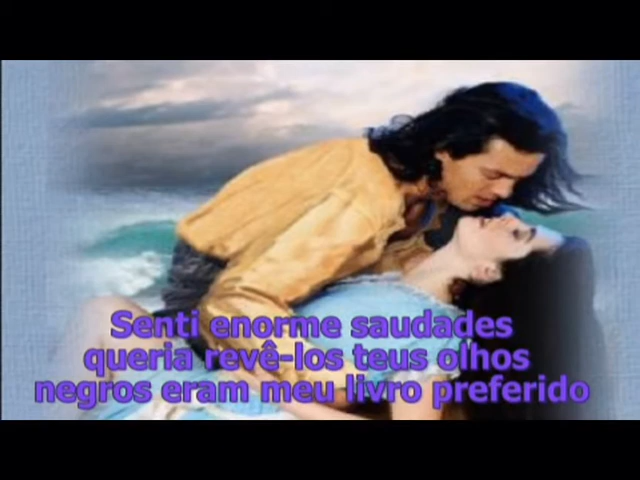 Senti enorme saudades
queria revê-los teus olhos
negros eram meu livro preferido